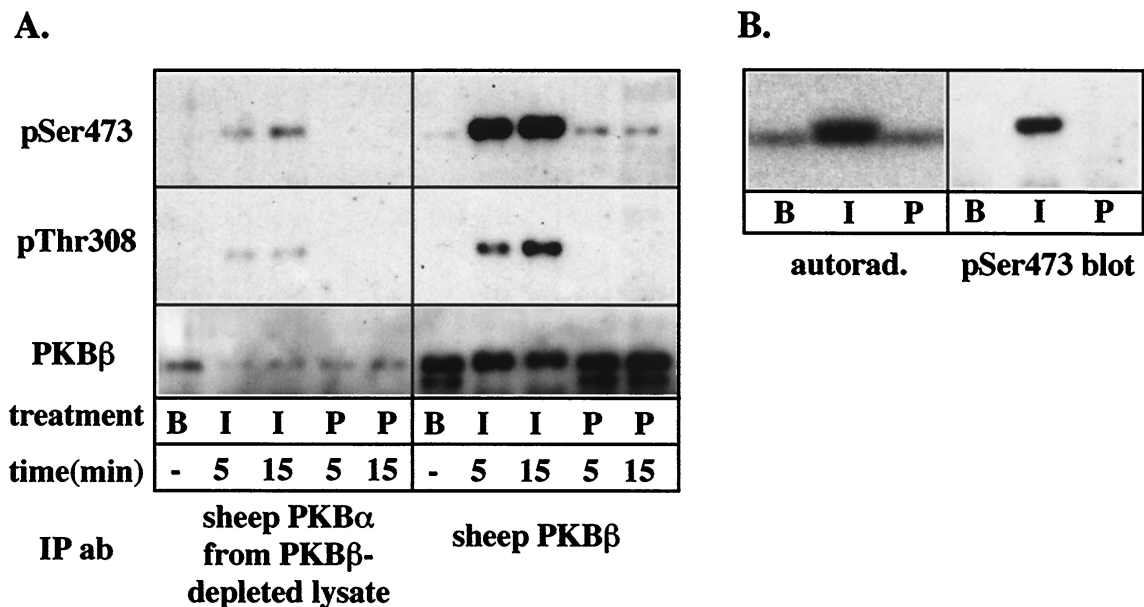 A.
B.
pSer473
pThr308
PKBβ
treatment B I I P P B I I P P
time(min) - 5 15 5 15 - 5 15 5 15
IP ab
sheep PKBα
from PKBβ-
depleted lysate
sheep PKBβ
B I P B I P
autorad. pSer473 blot